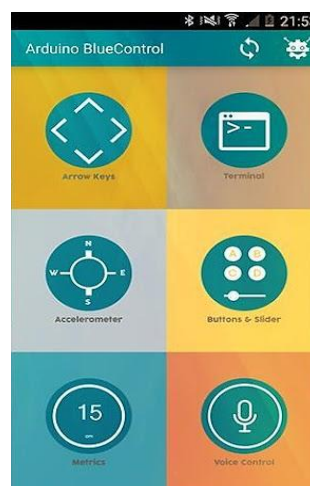 21:5
Arduino BlueControl
>-
Arrow Keys
Terminal
N
W
E
S
A
B
C
D
Accelerometer
Buttons & Slider
15
Metrics
Voice Control